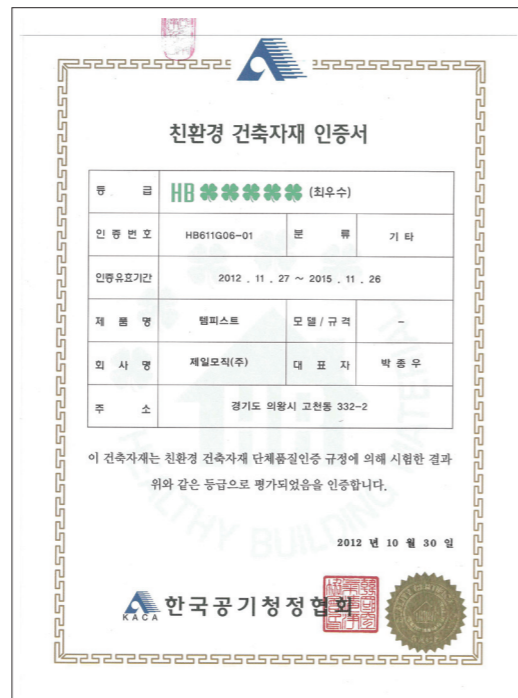 친환경 건축자재 인증서
등 급 HB (최우수)
인 증 번 호 HB611G06-01 분 류 기 타
인증유효기간 2012 . 11 . 27 ~ 2015 . 11 . 26
제 품 명 템피스트 모 델 / 규 격 -
회 사 명 제일모직(주) 대 표 자 박 종 우
주 소 경기도 의왕시 고천동 332-2
HEALTHY BUILDING MATERIAL
이 건축자재는 친환경 건축자재 단체품질인증 규정에 의해 시험한 결과
위와 같은 등급으로 평가되었음을 인증합니다.
2012 년 10 월 30 일
KACA 한국공기청정협회